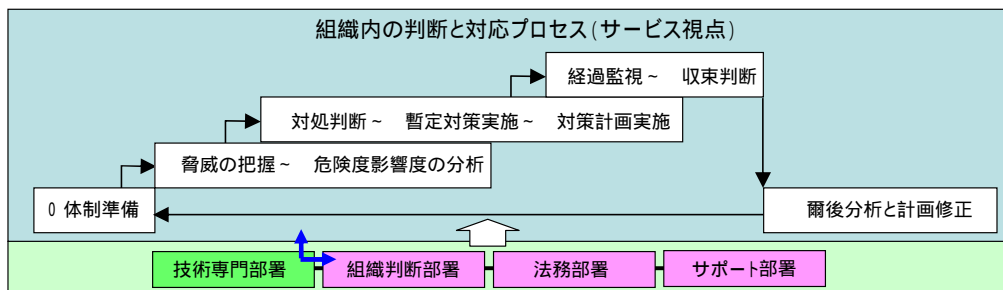 組織内の判断と対応プロセス(サービス視点)
経過監視～ 収束判断
対処判断～ 暫定対策実施～ 対策計画実施
脅威の把握～ 危険度影響度の分析
0 体制準備
爾後分析と計画修正
技術専門部署
組織判断部署
法務部署
サポート部署